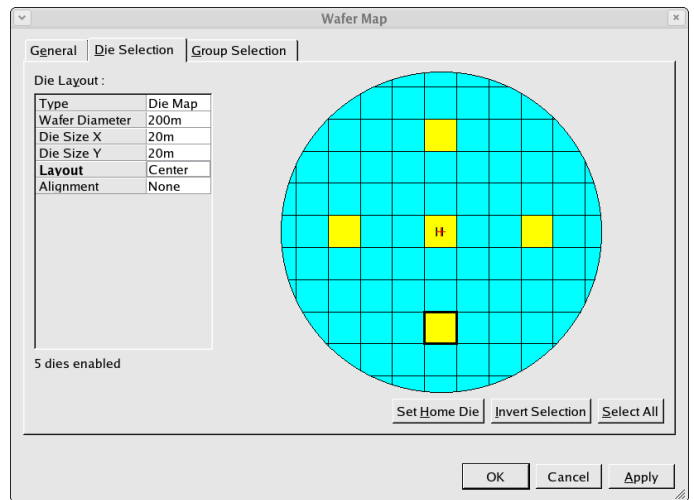 Wafer Map
General Die Selection Group Selection
Die Layout :
Type Die Map
Wafer Diameter 200m
Die Size X 20m
Die Size Y 20m
Layout Center
Alignment None
H
5 dies enabled
Set Home Die Invert Selection Select All
OK Cancel Apply